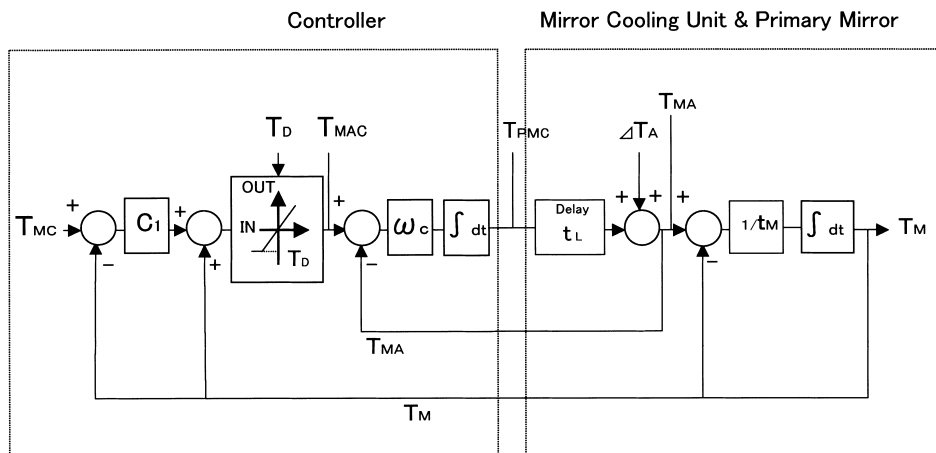 Controller
Mirror Cooling Unit & Primary Mirror
TMA
TD
TMAC
TPMC
⊿TA
+
OUT
+
+
+
+
+
Delay
TMC
C1
IN
ωc
∫ dt
tL
1/tM
∫ dt
TM
TD
−
+
−
−
TMA
TM